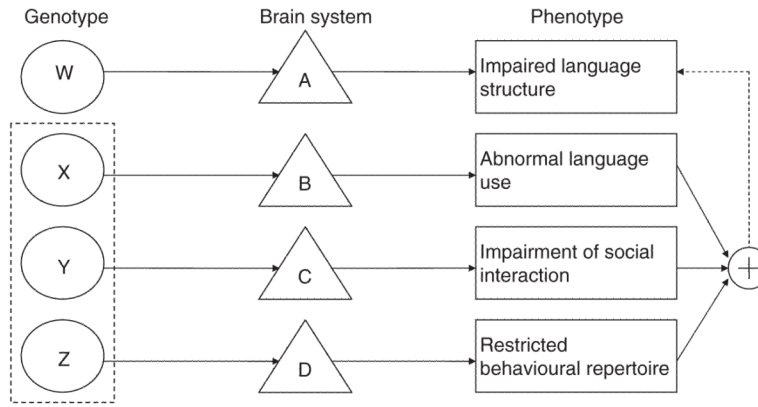 Genotype Brain system Phenotype
W A Impaired language
structure
X B Abnormal language
use
Y C Impairment of social
interaction
Z D Restricted
behavioural repertoire
+